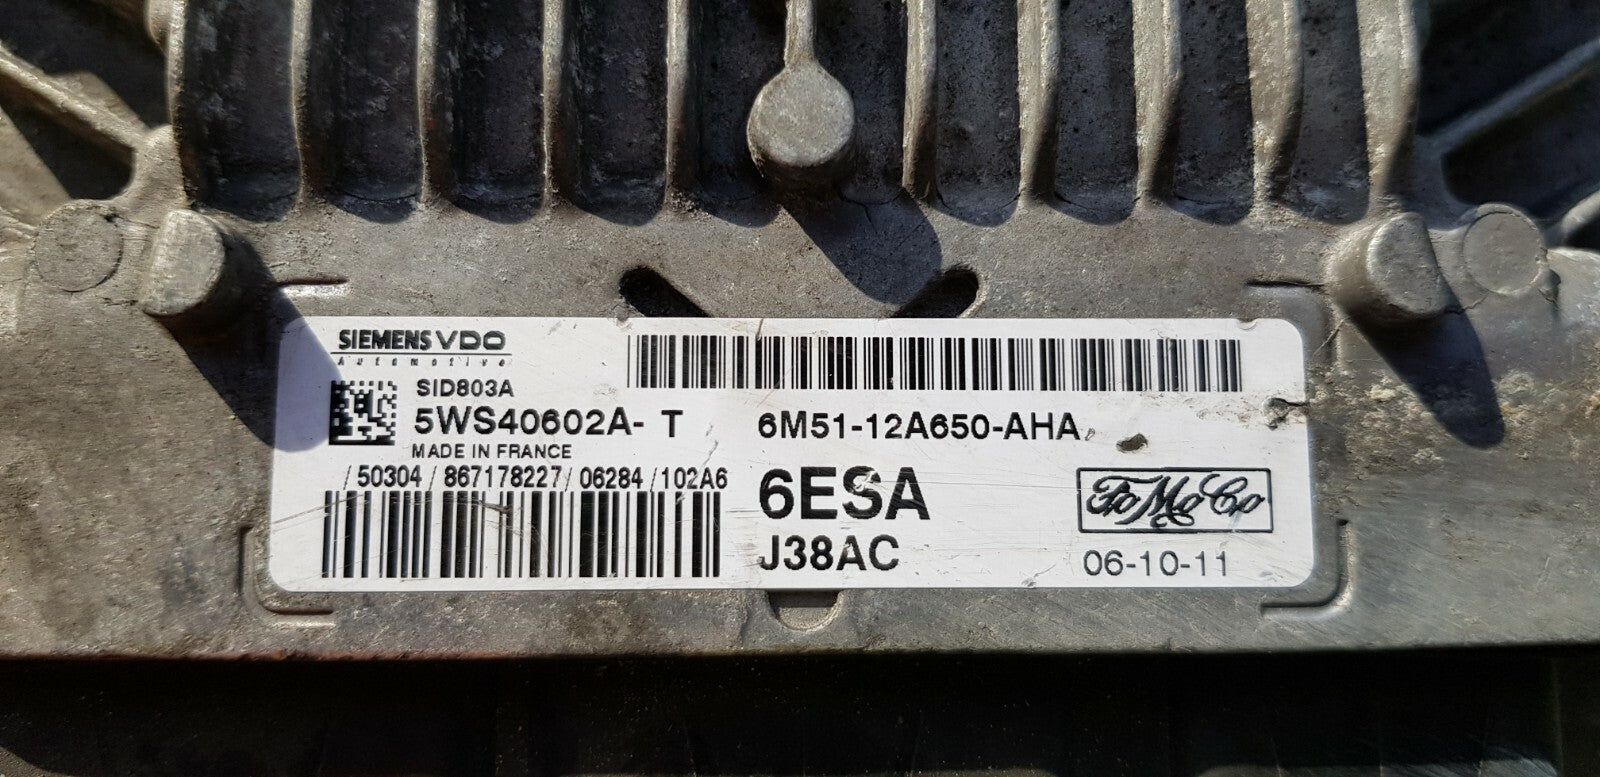 SIEMENS VDO
Automotive
SID803A
5WS40602A- T
MADE IN FRANCE
/ 50304 / 867178227 / 06284 / 102A6
6M51-12A650-AHA
6ESA
J38AC
FoMoCo
06-10-11